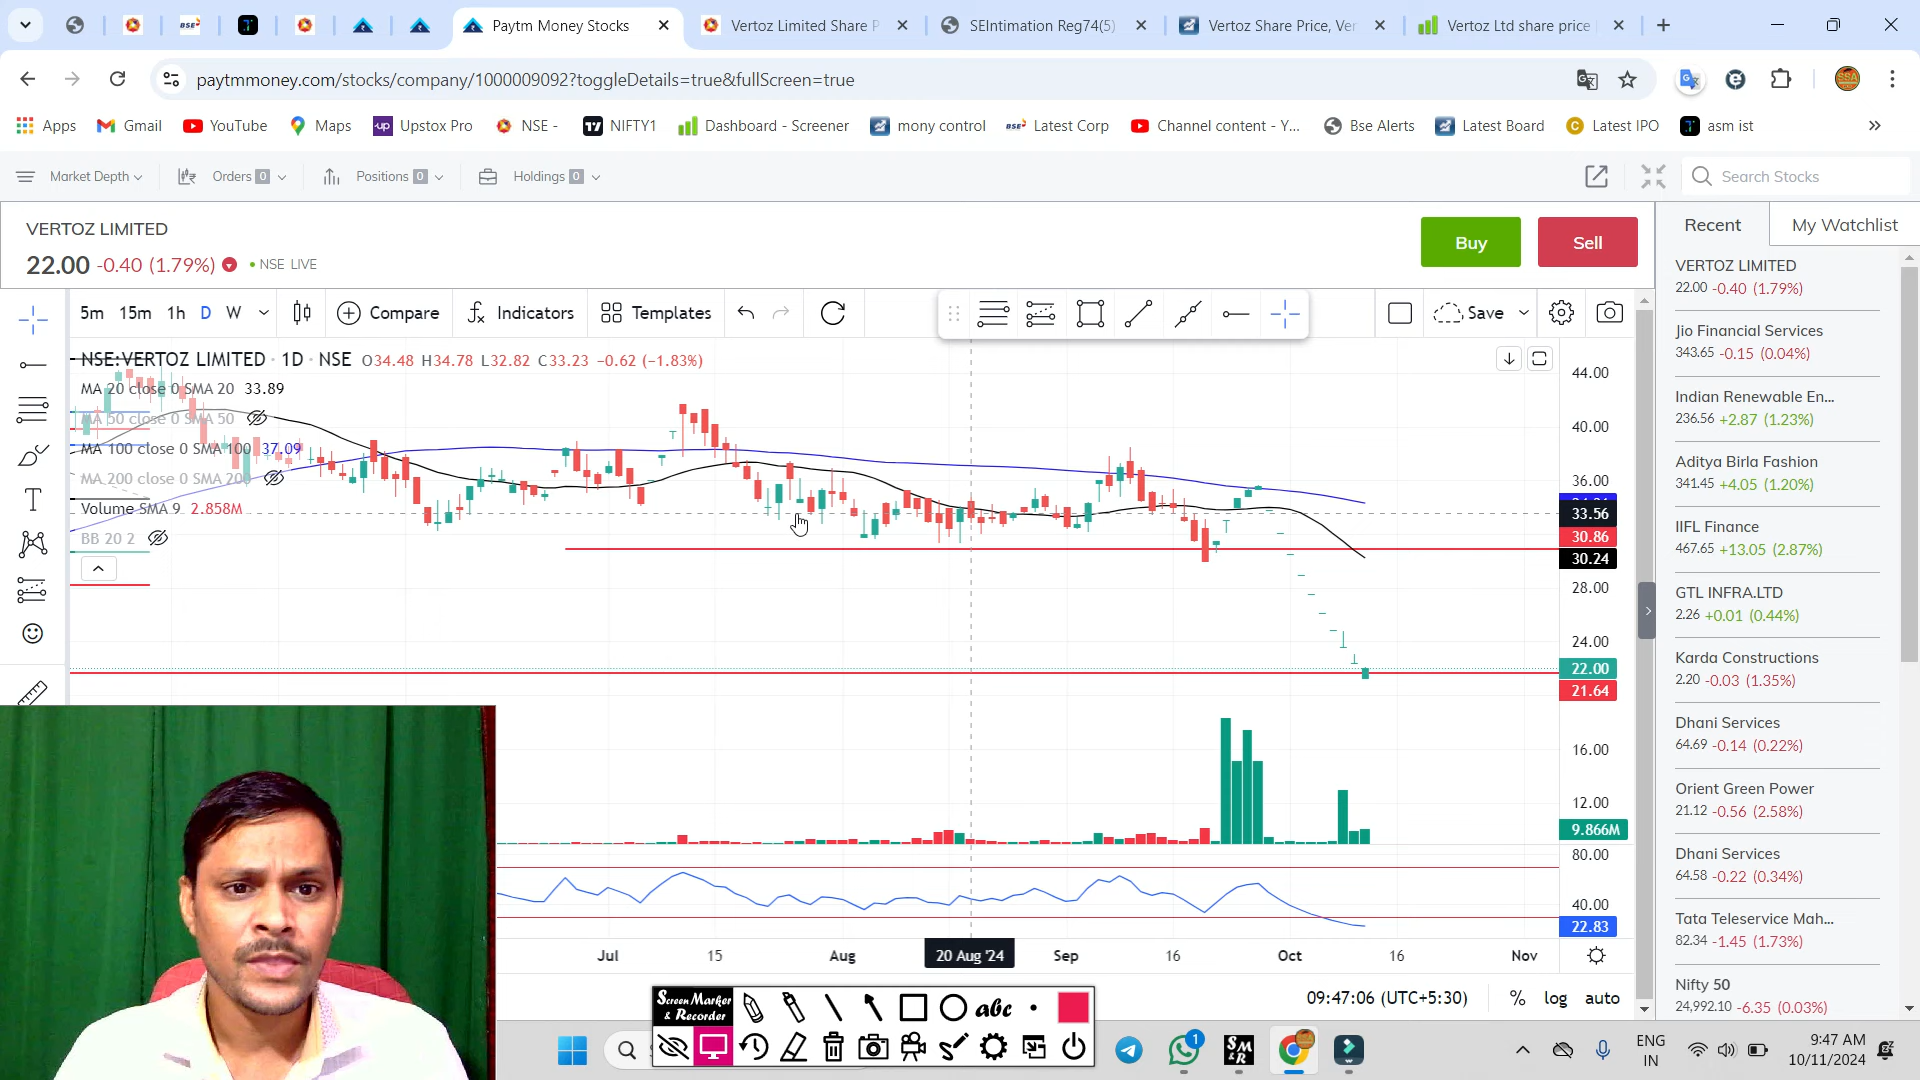 Paytm Money Stocks
Vertoz Limited Share P
SEIntimation Reg74(5)
Vertoz Share Price, Ver
Vertoz Ltd share price
paytmmoney.com/stocks/company/1000009092?toggleDetails=true&fullScreen=true
Apps
Gmail
YouTube
Maps
up Upstox Pro
NSE -
NIFTY1
Dashboard - Screener
mony control
BSE Latest Corp
Channel content - Y...
Bse Alerts
Latest Board
Latest IPO
asm ist
Market Depth
Orders 0
Positions 0
Holdings 0
Search Stocks
VERTOZ LIMITED
22.00 -0.40 (1.79%) NSE LIVE
Buy
Sell
Recent
My Watchlist
5m 15m 1h D W
Compare
Indicators
Templates
Save
NSE:VERTOZ LIMITED · 1D · NSE O34.48 H34.78 L32.82 C33.23 −0.62 (−1.83%)
MA 20 close 0 SMA 20 33.89
MA 50 close 0 SMA 50
MA 100 close 0 SMA 100 37.09
MA 200 close 0 SMA 200
Volume SMA 9 2.858M
BB 20 2
44.00
40.00
36.00
33.56
30.86
30.24
28.00
24.00
22.00
21.64
16.00
12.00
9.866M
80.00
40.00
22.83
Jul
15
Aug
20 Aug '24
Sep
16
Oct
16
Nov
09:47:06 (UTC+5:30)
% log auto
VERTOZ LIMITED
22.00 -0.40 (1.79%)
Jio Financial Services
343.65 -0.15 (0.04%)
Indian Renewable En...
236.56 +2.87 (1.23%)
Aditya Birla Fashion
341.45 +4.05 (1.20%)
IIFL Finance
467.65 +13.05 (2.87%)
GTL INFRA.LTD
2.26 +0.01 (0.44%)
Karda Constructions
2.20 -0.03 (1.35%)
Dhani Services
64.69 -0.14 (0.22%)
Orient Green Power
21.12 -0.56 (2.58%)
Dhani Services
64.58 -0.22 (0.34%)
Tata Teleservice Mah...
82.34 -1.45 (1.73%)
Nifty 50
24,992.10 -6.35 (0.03%)
Screen Marker
& Recorder
abc
1
SM
&R
ENG
IN
9:47 AM
10/11/2024